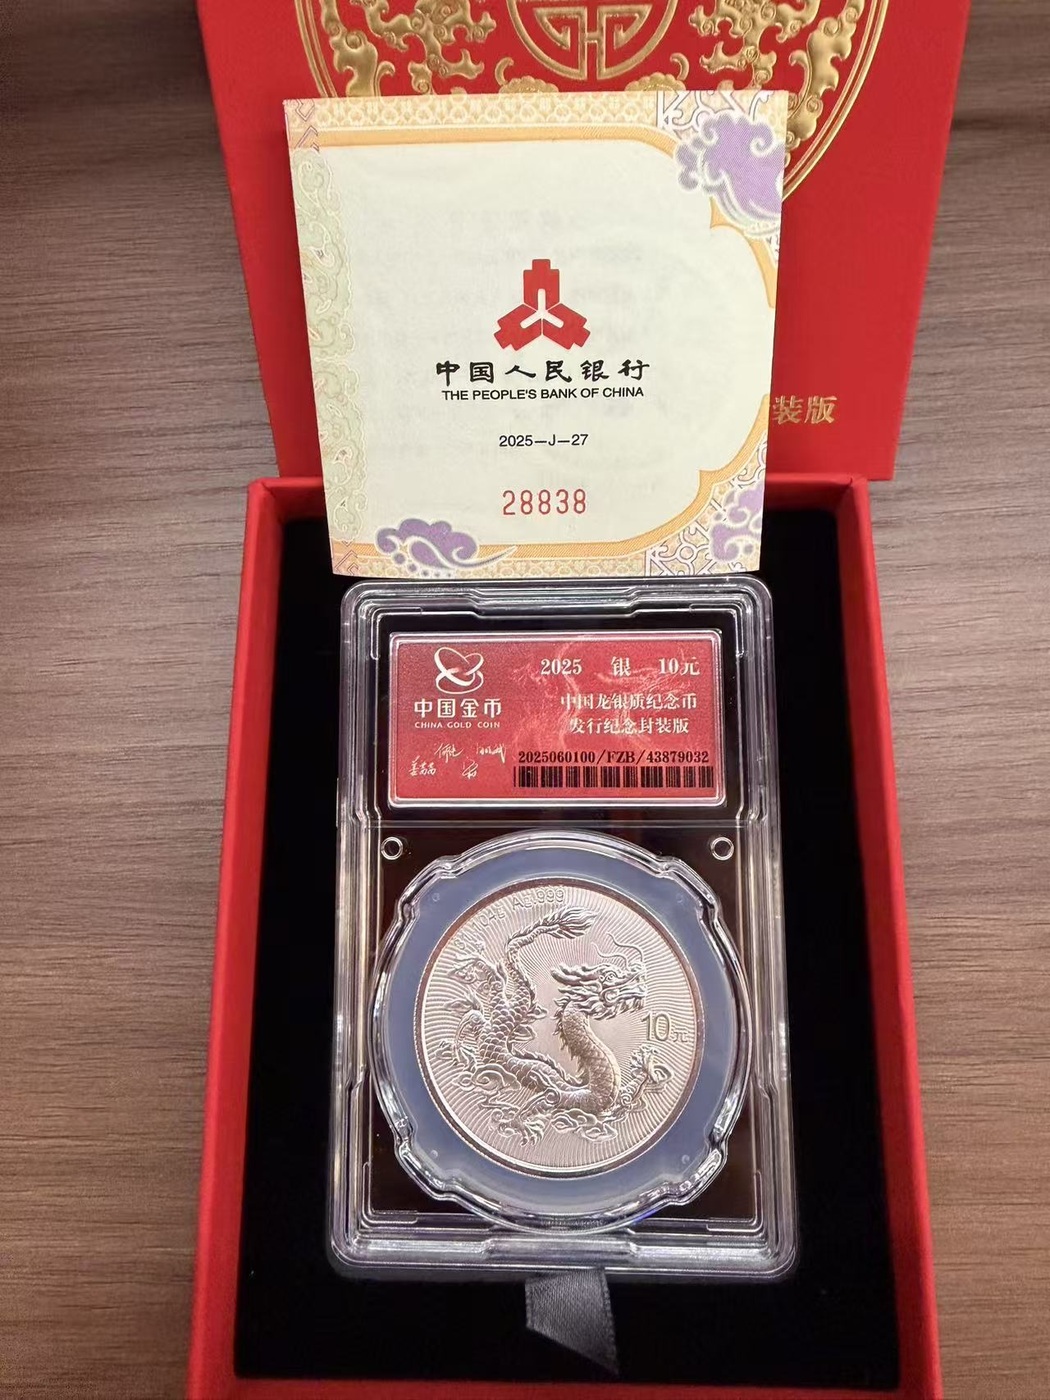 中国人民银行
THE PEOPLE'S BANK OF CHINA
2025—J—27
28838
装版
中国金币
CHINA GOLD COIN
2025 银 10元
中国龙银质纪念币
发行纪念封装版
2025060100/FZB/43879032
Ag999
10元